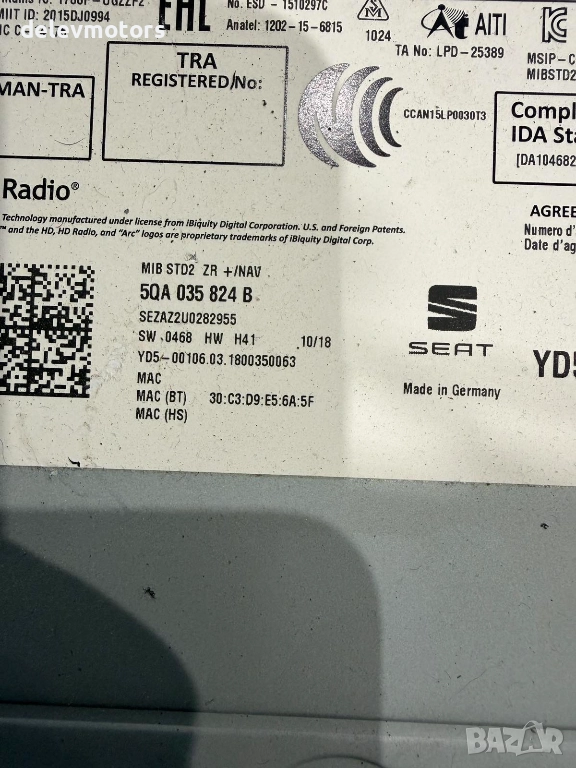 delevmotors
No. ESD - 1510297C
MIIT ID: 2015DJ0994
EAC
Anatel: 1202-15-6815
1024
AITI
TA No: LPD-25389
MSIP-C
MIBSTD2
MAN-TRA
TRA
REGISTERED/No:
CCAN15LP0030T3
Compl
IDA Sta
[DA104682
Radio®
Technology manufactured under license from iBiquity Digital Corporation. U.S. and Foreign Patents.
™ and the HD, HD Radio, and "Arc" logos are proprietary trademarks of iBiquity Digital Corp.
AGREE
Numero d'
Date d'ag
MIB STD2 ZR +/NAV
5QA 035 824 B
SEZAZ2U0282955
SW 0468 HW H41 10/18
YD5-00106.03.1800350063
MAC
MAC (BT) 30:C3:D9:E5:6A:5F
MAC (HS)
SEAT
Made in Germany
YD5
BAZAR